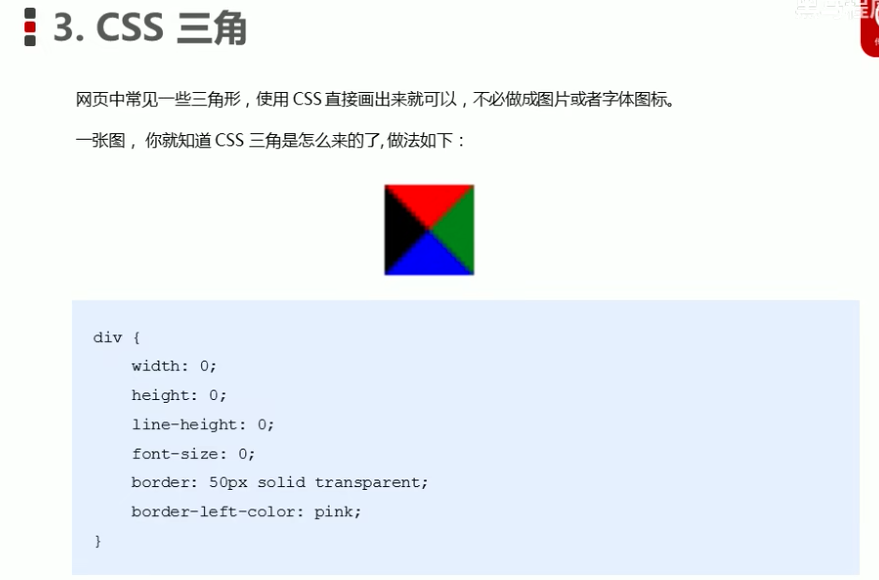 3. CSS 三角
网页中常见一些三角形，使用 CSS 直接画出来就可以，不必做成图片或者字体图标。
一张图， 你就知道 CSS 三角是怎么来的了, 做法如下：
div {
    width: 0;
    height: 0;
    line-height: 0;
    font-size: 0;
    border: 50px solid transparent;
    border-left-color: pink;
}